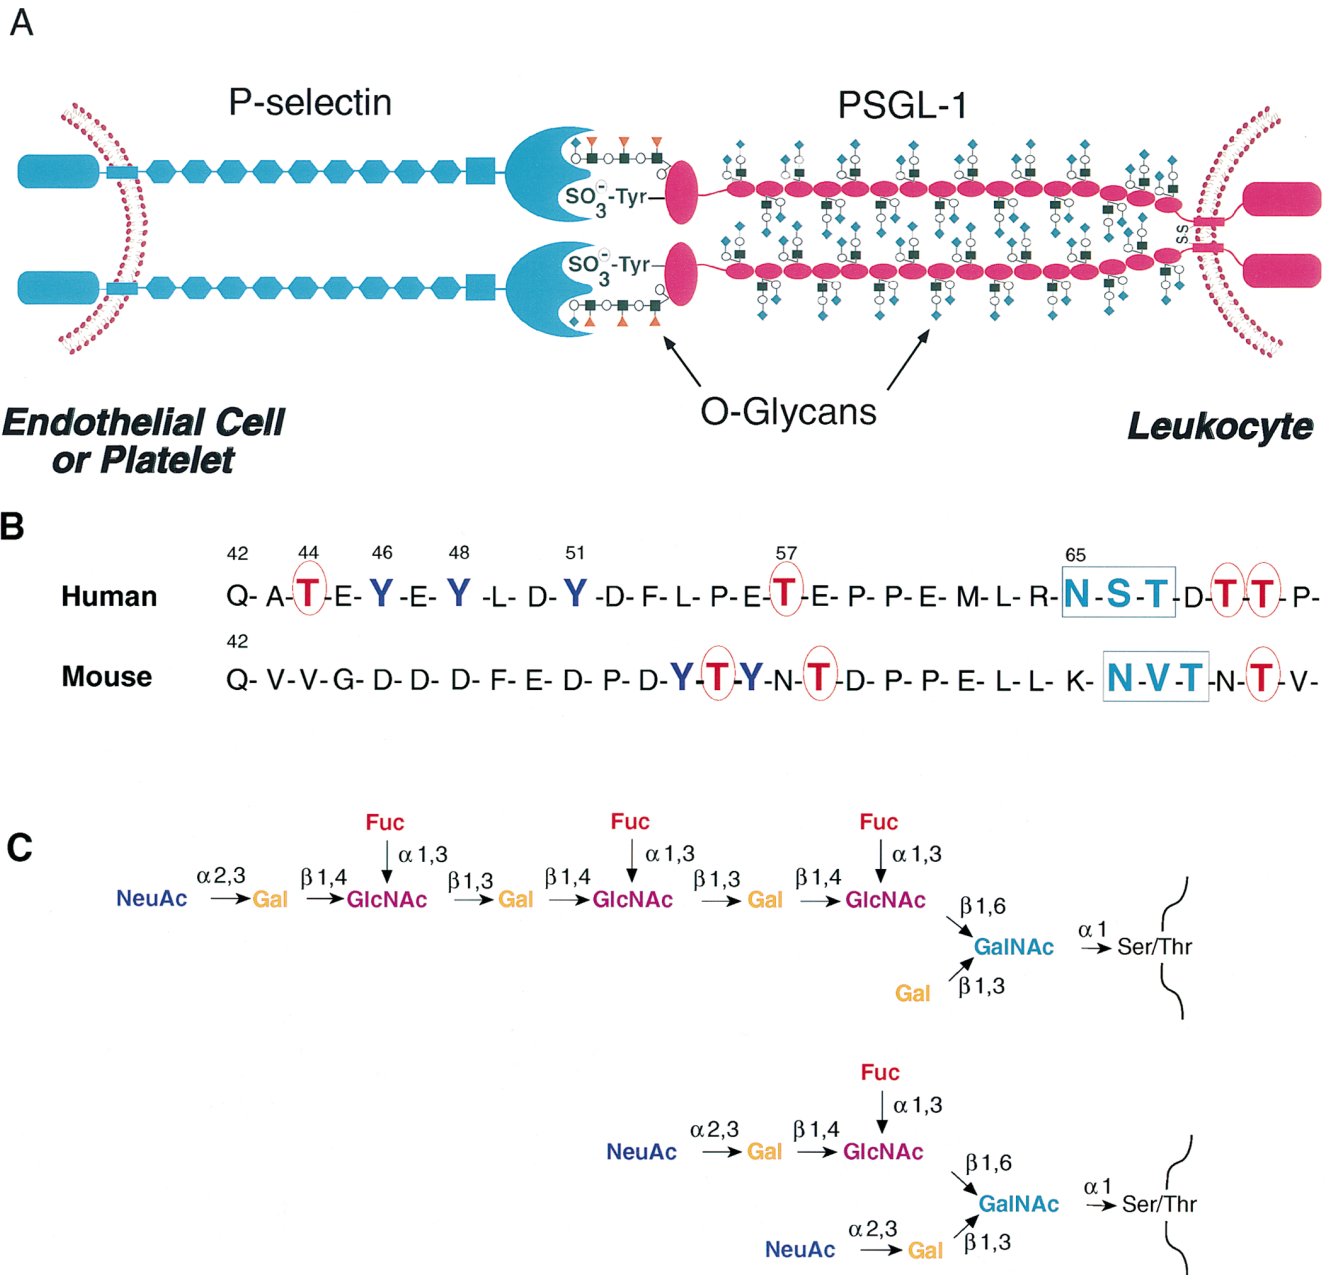 A
P-selectin
PSGL-1
SO3⊖-Tyr
SO3⊖-Tyr
S S
O-Glycans
Endothelial Cell
or Platelet
Leukocyte
B
42 44 46 48 51 57 65
Human Q- A- T -E- Y -E- Y -L- D- Y -D- F- L- P- E- T -E- P- P- E- M- L- R- N -S- T -D- T - T -P-
42
Mouse Q- V- V- G- D- D- D- F- E- D- P- D- Y - T - Y -N- T -D- P- P- E- L- L- K- N -V- T -N- T -V-
C
Fuc Fuc Fuc
α1,3 α1,3 α1,3
NeuAc α2,3 Gal β1,4 GlcNAc β1,3 Gal β1,4 GlcNAc β1,3 Gal β1,4 GlcNAc
β1,6
GalNAc α1 Ser/Thr
Gal β1,3
Fuc
α1,3
NeuAc α2,3 Gal β1,4 GlcNAc
β1,6
GalNAc α1 Ser/Thr
NeuAc α2,3 Gal β1,3